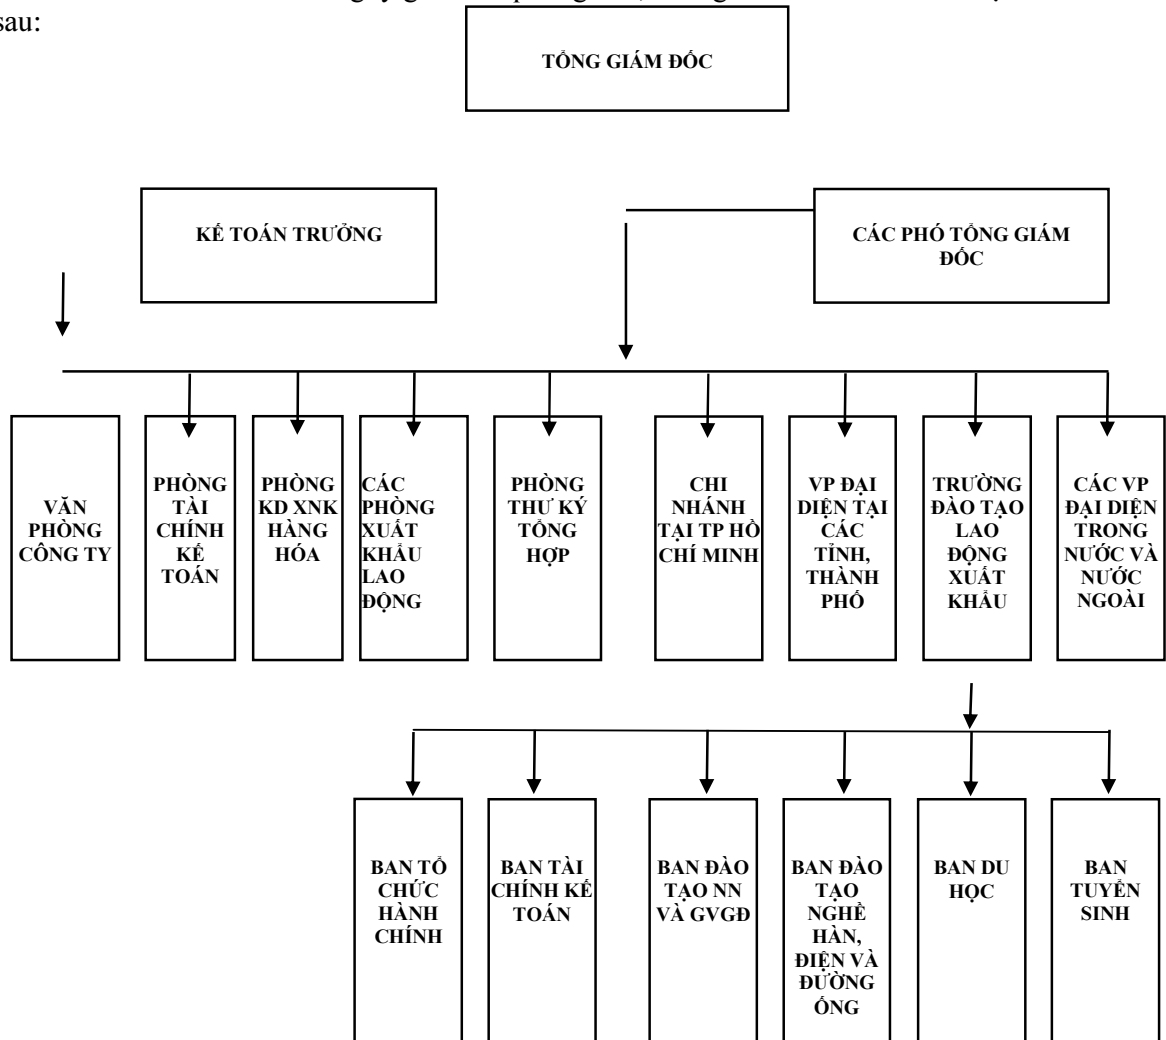 sau:
TỔNG GIÁM ĐỐC
KẾ TOÁN TRƯỞNG
CÁC PHÓ TỔNG GIÁM
ĐỐC
VĂN
PHÒNG
CÔNG TY
PHÒNG
TÀI
CHÍNH
KẾ
TOÁN
PHÒNG
KD XNK
HÀNG
HÓA
CÁC
PHÒNG
XUẤT
KHẨU
LAO
ĐỘNG
PHÒNG
THƯ KÝ
TỔNG
HỢP
CHI
NHÁNH
TẠI TP HỒ
CHÍ MINH
VP ĐẠI
DIỆN TẠI
CÁC
TỈNH,
THÀNH
PHỐ
TRƯỜNG
ĐÀO TẠO
LAO
ĐỘNG
XUẤT
KHẨU
CÁC VP
ĐẠI DIỆN
TRONG
NƯỚC VÀ
NƯỚC
NGOÀI
BAN TỔ
CHỨC
HÀNH
CHÍNH
BAN TÀI
CHÍNH KẾ
TOÁN
BAN ĐÀO
TẠO NN
VÀ GVGĐ
BAN ĐÀO
TẠO
NGHỀ
HÀN,
ĐIỆN VÀ
ĐƯỜNG
ỐNG
BAN DU
HỌC
BAN
TUYỂN
SINH